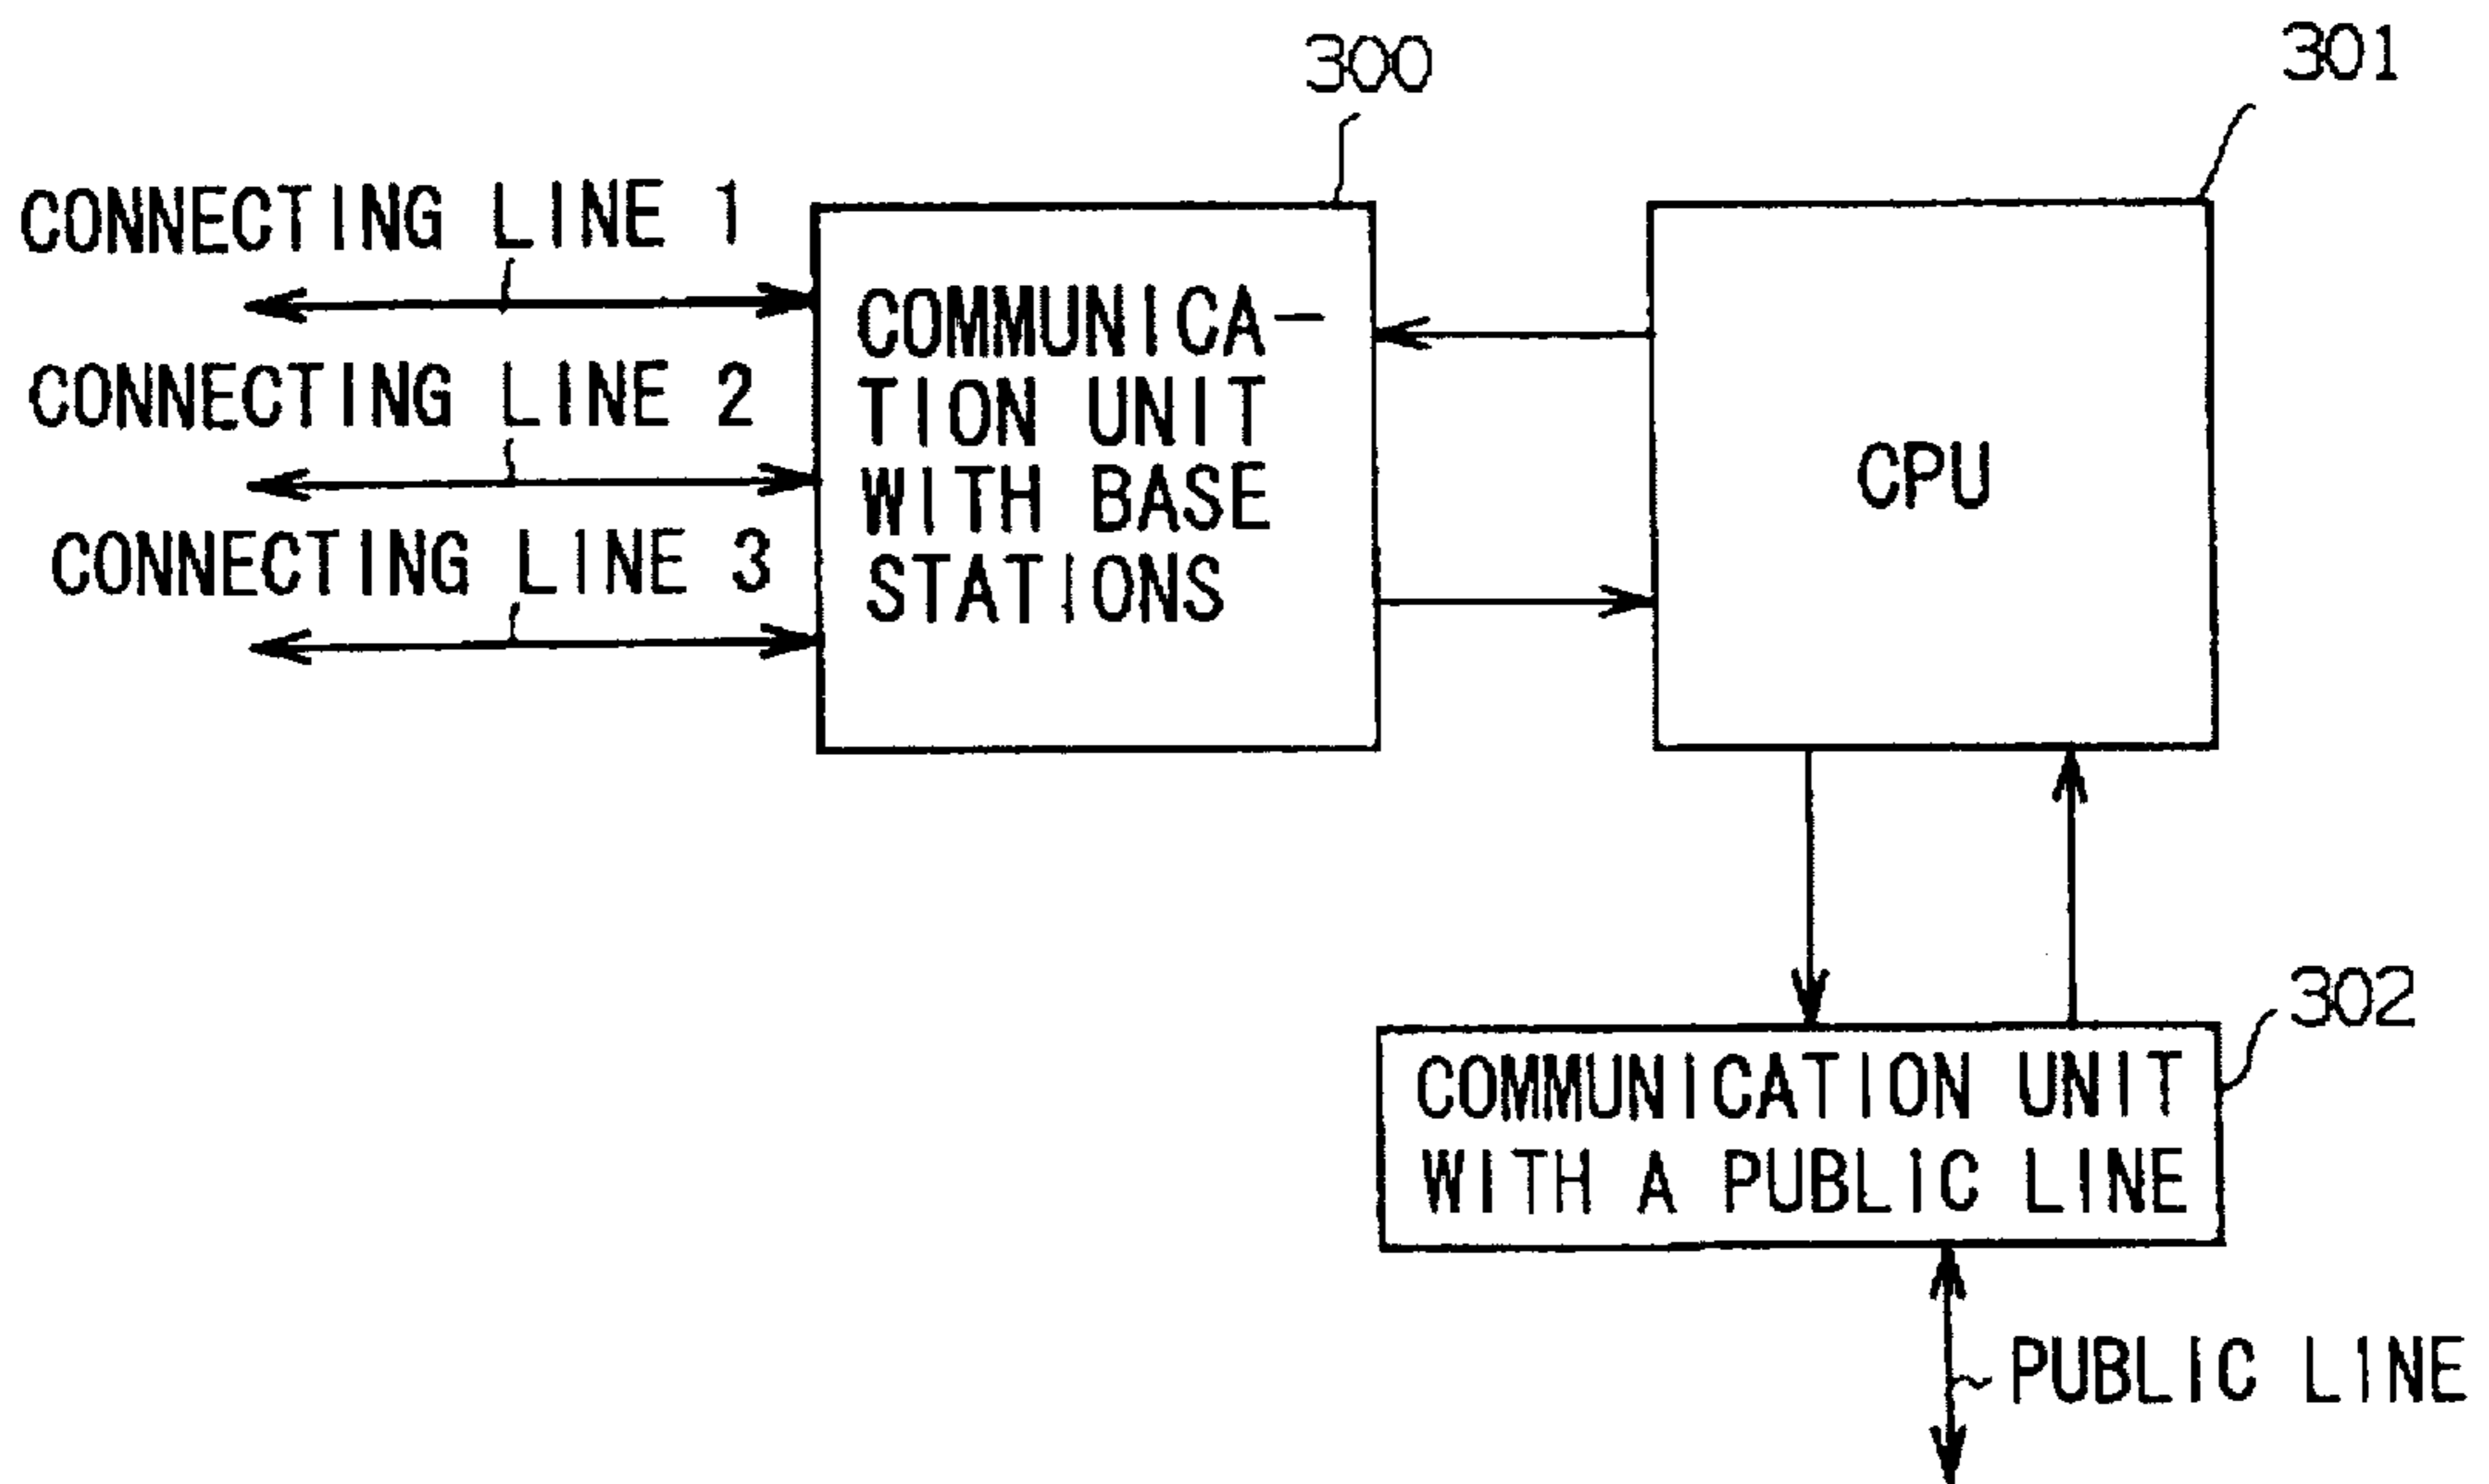 300
301
CONNECTING LINE 1
CONNECTING LINE 2
CONNECTING LINE 3
COMMUNICA-
TION UNIT
WITH BASE
STATIONS
CPU
302
COMMUNICATION UNIT
WITH A PUBLIC LINE
PUBLIC LINE